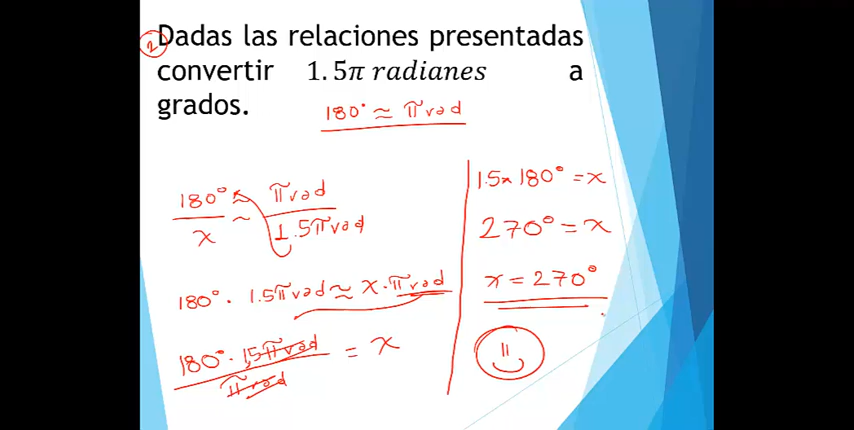 ② Dadas las relaciones presentadas
convertir 1.5π radianes a
grados.
180° ≈ π rad
180° ≈ π rad
x ≈ 1.5π rad
180° · 1.5π rad ≈ x · π rad
180° · 1,5π rad = x
π rad
1.5 × 180° = x
270° = x
x = 270°